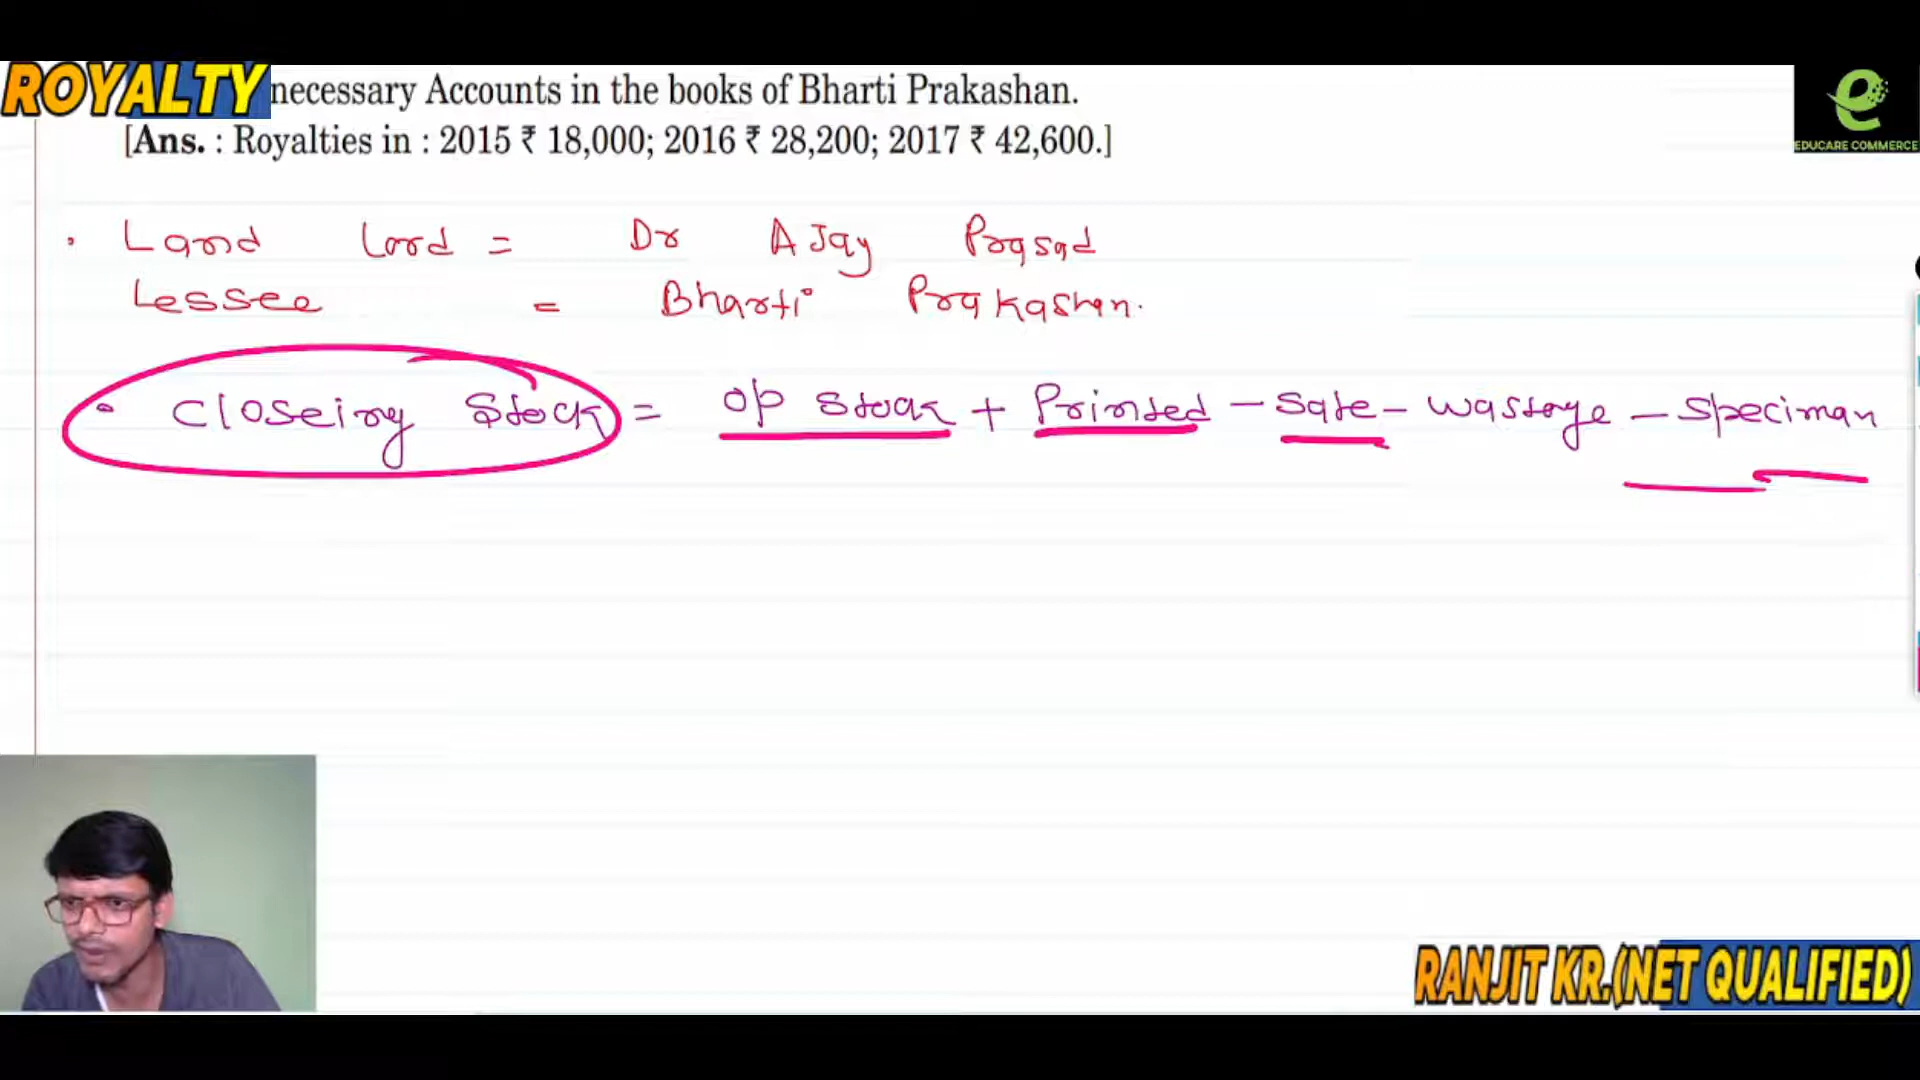 ROYALTY necessary Accounts in the books of Bharti Prakashan.
[Ans. : Royalties in : 2015 ₹ 18,000; 2016 ₹ 28,200; 2017 ₹ 42,600.]
EDUCARE COMMERCE
• Land Lord = Dr Ajay Prasad
Lessee = Bharti Prakashan.
• Closeing Stock = op stock + Printed - Sale - wastage - Speciman
RANJIT KR.(NET QUALIFIED)